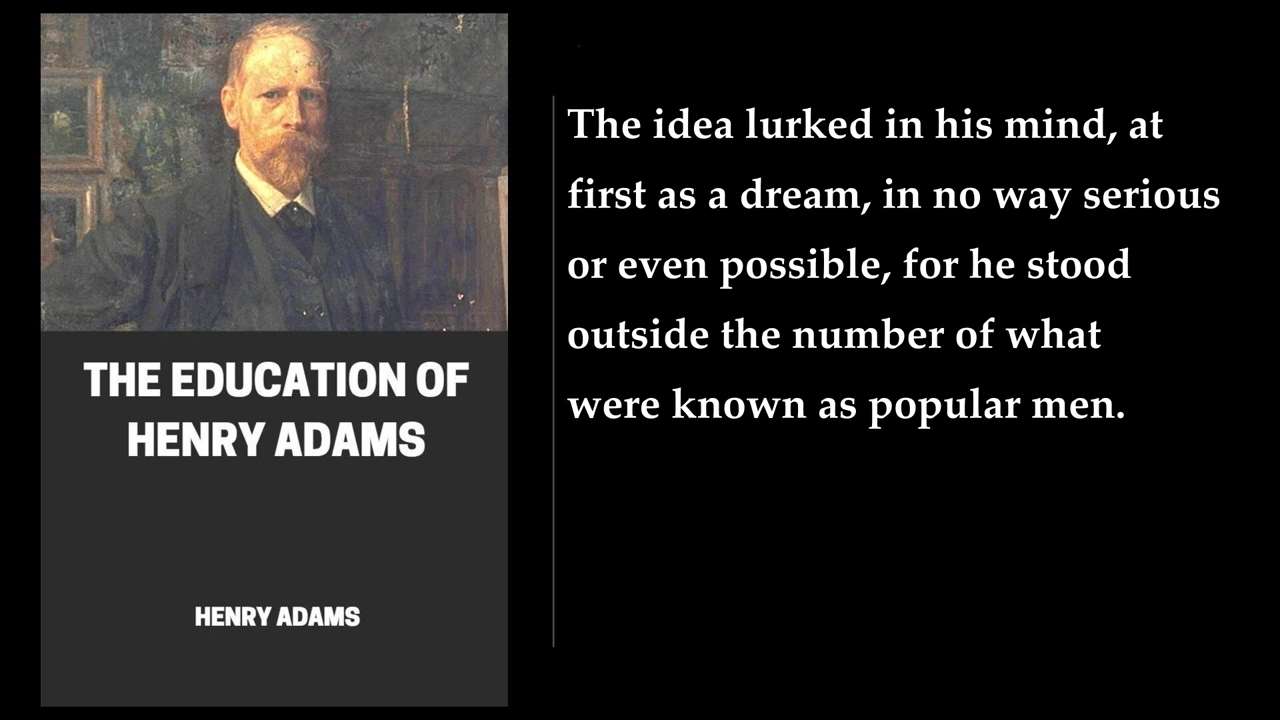 THE EDUCATION OF
HENRY ADAMS
HENRY ADAMS
The idea lurked in his mind, at
first as a dream, in no way serious
or even possible, for he stood
outside the number of what
were known as popular men.